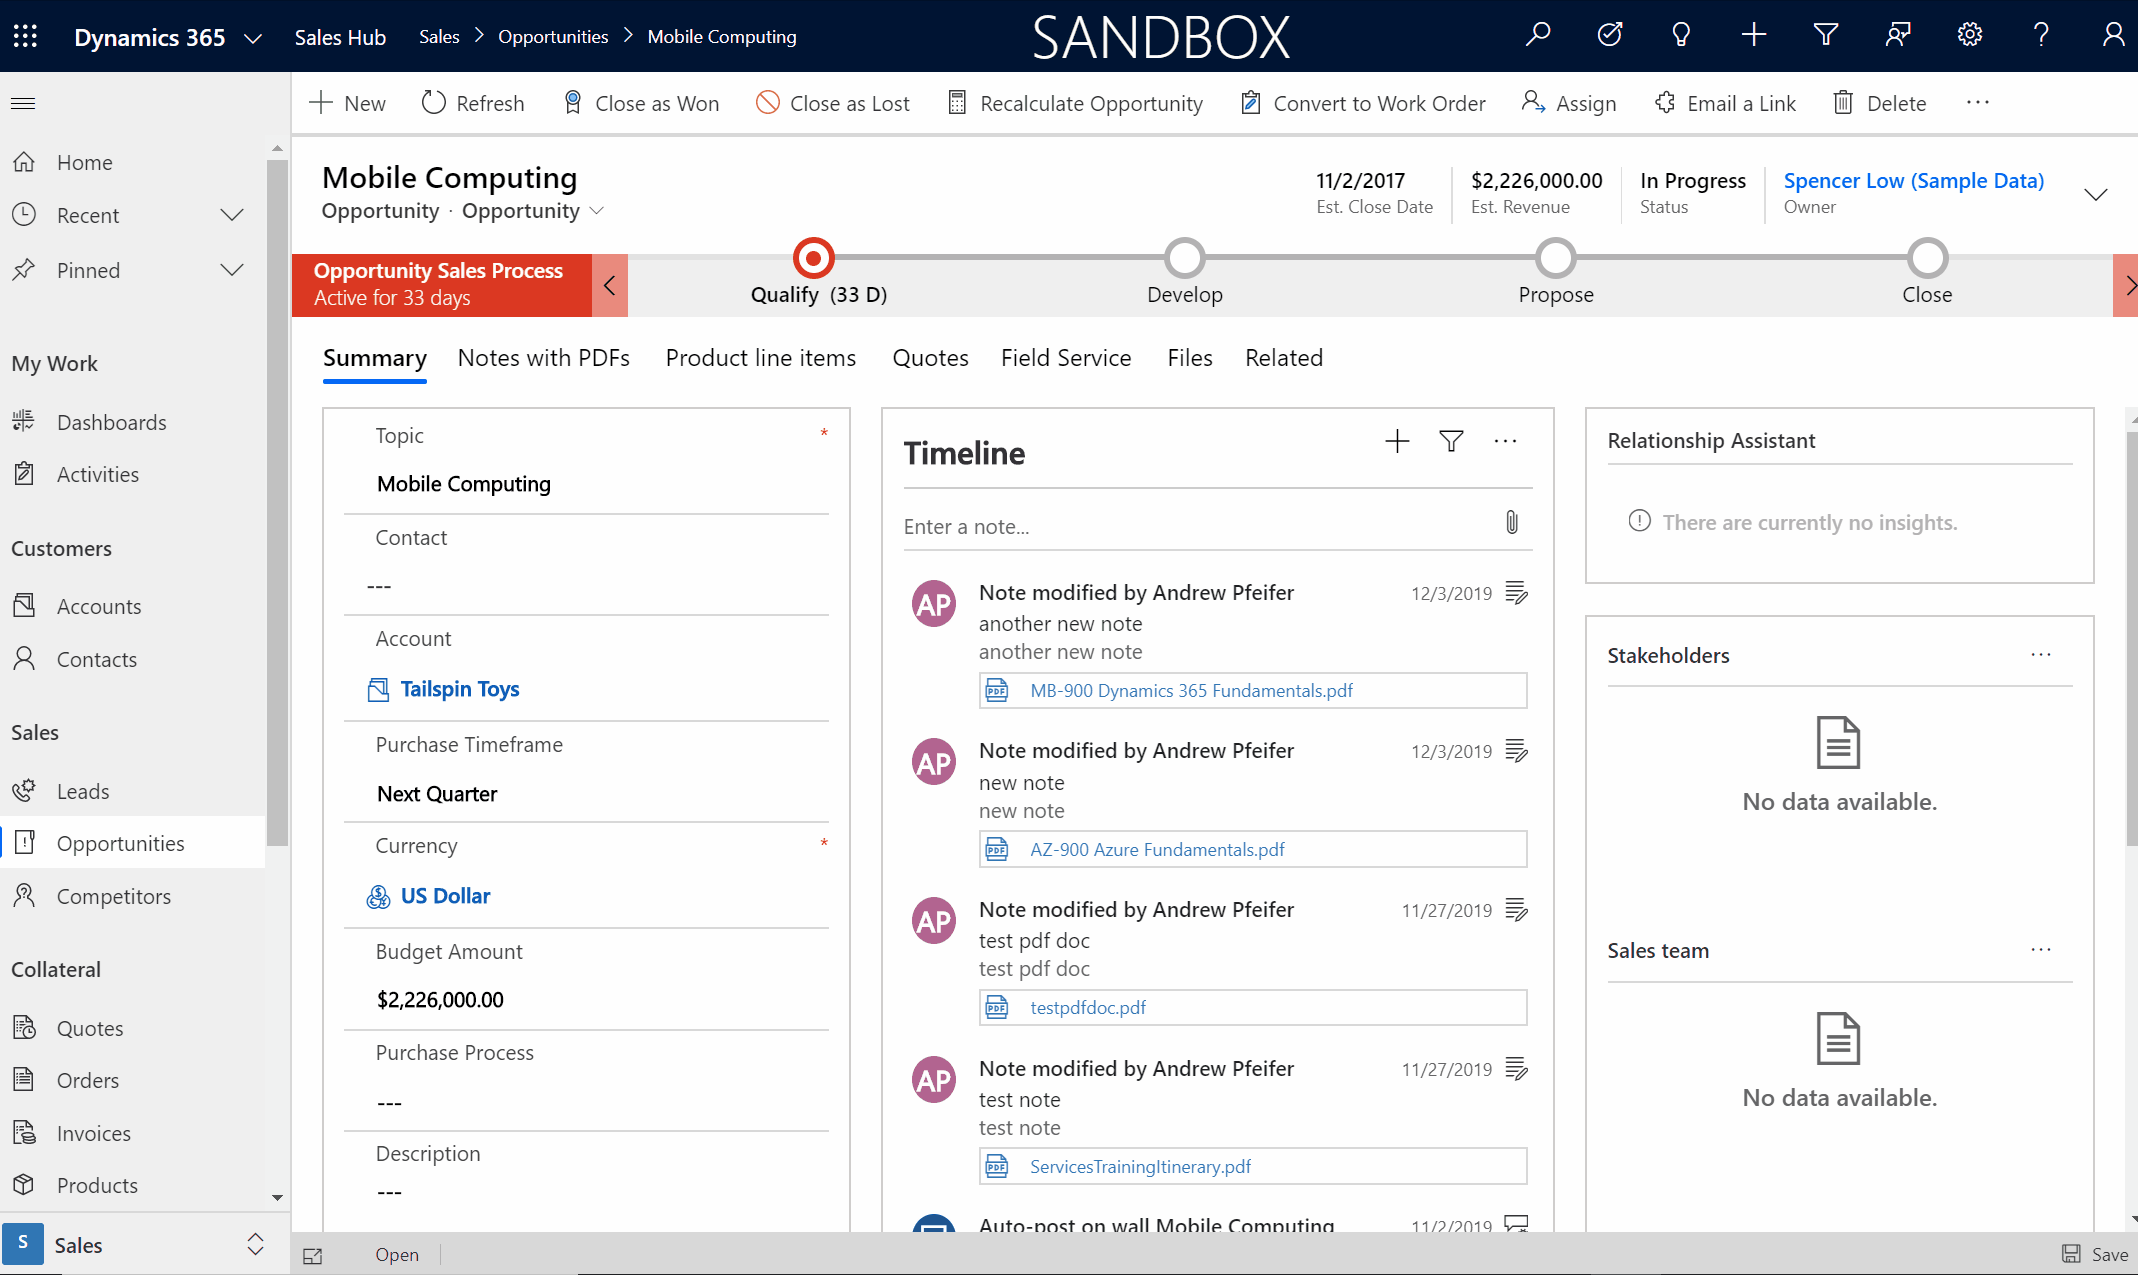 Dynamics 365 Sales Hub Sales > Opportunities > Mobile Computing SANDBOX
New Refresh Close as Won Close as Lost Recalculate Opportunity Convert to Work Order Assign Email a Link Delete ...
Home
Recent
Pinned
My Work
Dashboards
Activities
Customers
Accounts
Contacts
Sales
Leads
Opportunities
Competitors
Collateral
Quotes
Orders
Invoices
Products
S Sales
Mobile Computing
Opportunity · Opportunity
11/2/2017
Est. Close Date
$2,226,000.00
Est. Revenue
In Progress
Status
Spencer Low (Sample Data)
Owner
Opportunity Sales Process
Active for 33 days
Qualify (33 D)
Develop
Propose
Close
Summary Notes with PDFs Product line items Quotes Field Service Files Related
Topic *
Mobile Computing
Contact
---
Account
Tailspin Toys
Purchase Timeframe
Next Quarter
Currency *
US Dollar
Budget Amount
$2,226,000.00
Purchase Process
---
Description
---
Timeline
Enter a note...
AP Note modified by Andrew Pfeifer 12/3/2019
another new note
another new note
PDF MB-900 Dynamics 365 Fundamentals.pdf
AP Note modified by Andrew Pfeifer 12/3/2019
new note
new note
PDF AZ-900 Azure Fundamentals.pdf
AP Note modified by Andrew Pfeifer 11/27/2019
test pdf doc
test pdf doc
PDF testpdfdoc.pdf
AP Note modified by Andrew Pfeifer 11/27/2019
test note
test note
PDF ServicesTrainingItinerary.pdf
Auto-post on wall Mobile Computing 11/2/2019
Relationship Assistant
There are currently no insights.
Stakeholders ...
No data available.
Sales team ...
No data available.
Open
Save